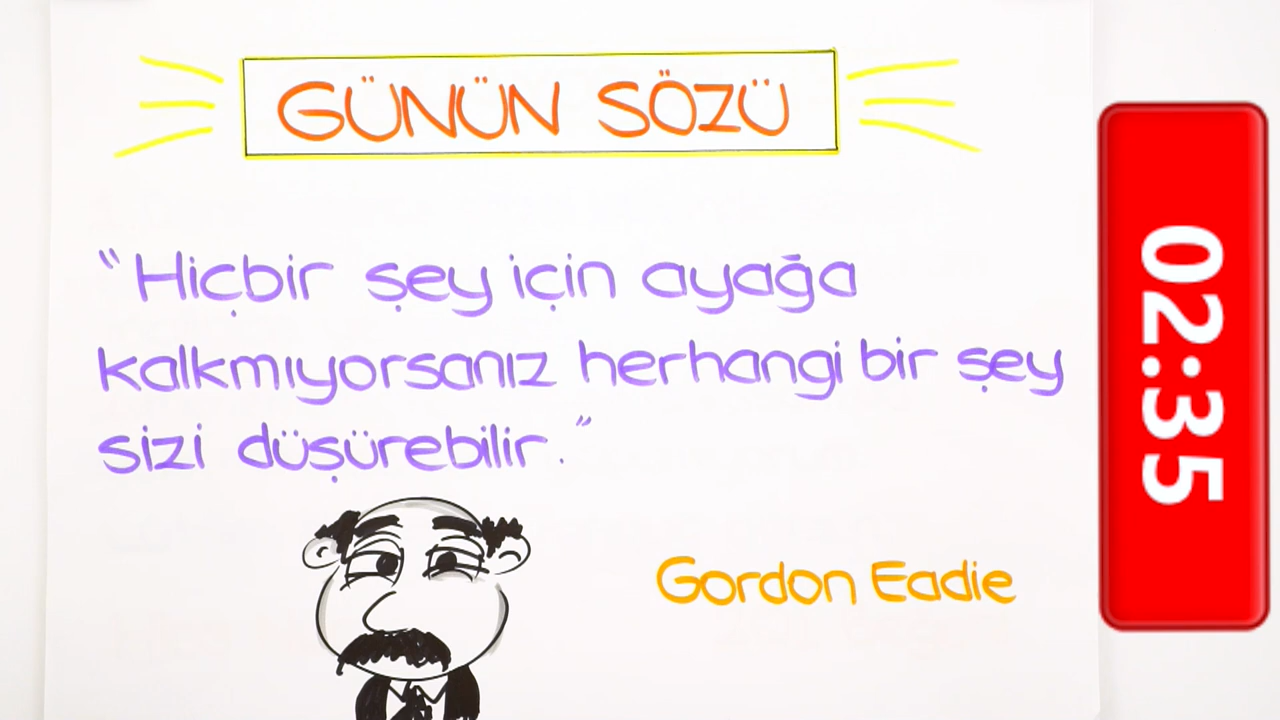 GÜNÜN SÖZÜ
"Hiçbir şey için ayağa
kalkmıyorsanız herhangi bir şey
sizi düşürebilir."
Gordon Eadie
02:35